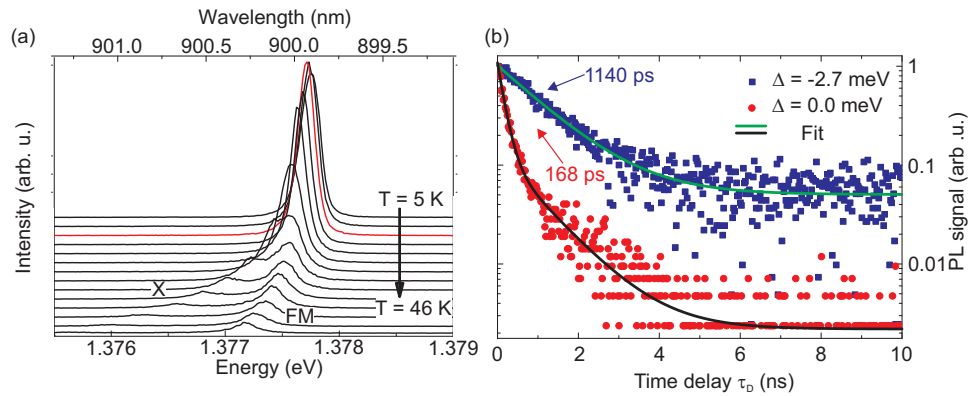 Wavelength (nm)
(a)
901.0 900.5 900.0 899.5
Intensity (arb. u.)
T = 5 K
X
T = 46 K
FM
1.376 1.377 1.378 1.379
Energy (eV)
(b)
1140 ps
Δ = -2.7 meV
Δ = 0.0 meV
Fit
168 ps
1
0.1
0.01
PL signal (arb .u.)
0 2 4 6 8 10
Time delay τD (ns)